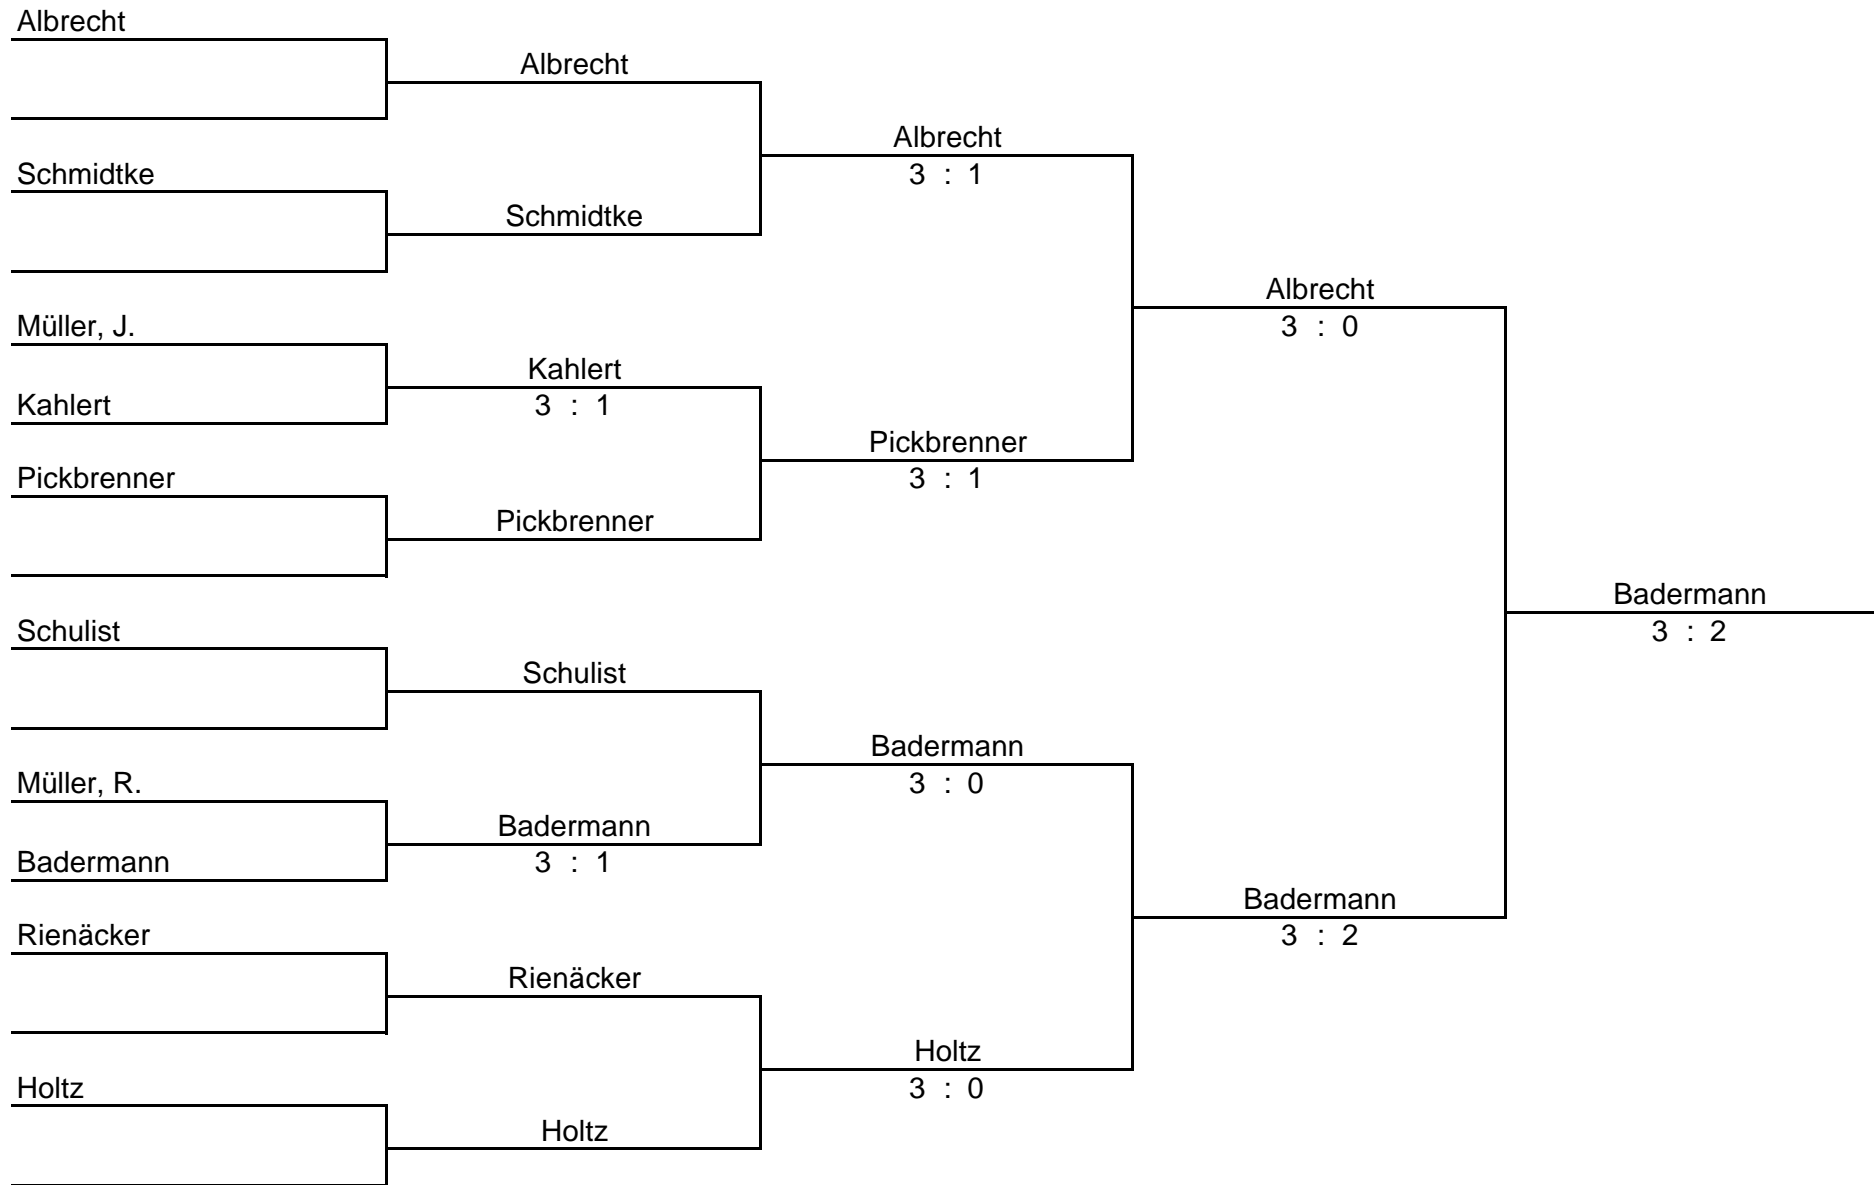 Albrecht
Albrecht
Albrecht
3 : 1
Schmidtke
Schmidtke
Albrecht
3 : 0
Müller, J.
Kahlert
3 : 1
Kahlert
Pickbrenner
3 : 1
Pickbrenner
Pickbrenner
Badermann
3 : 2
Schulist
Schulist
Badermann
3 : 0
Müller, R.
Badermann
3 : 1
Badermann
Badermann
3 : 2
Rienäcker
Rienäcker
Holtz
3 : 0
Holtz
Holtz